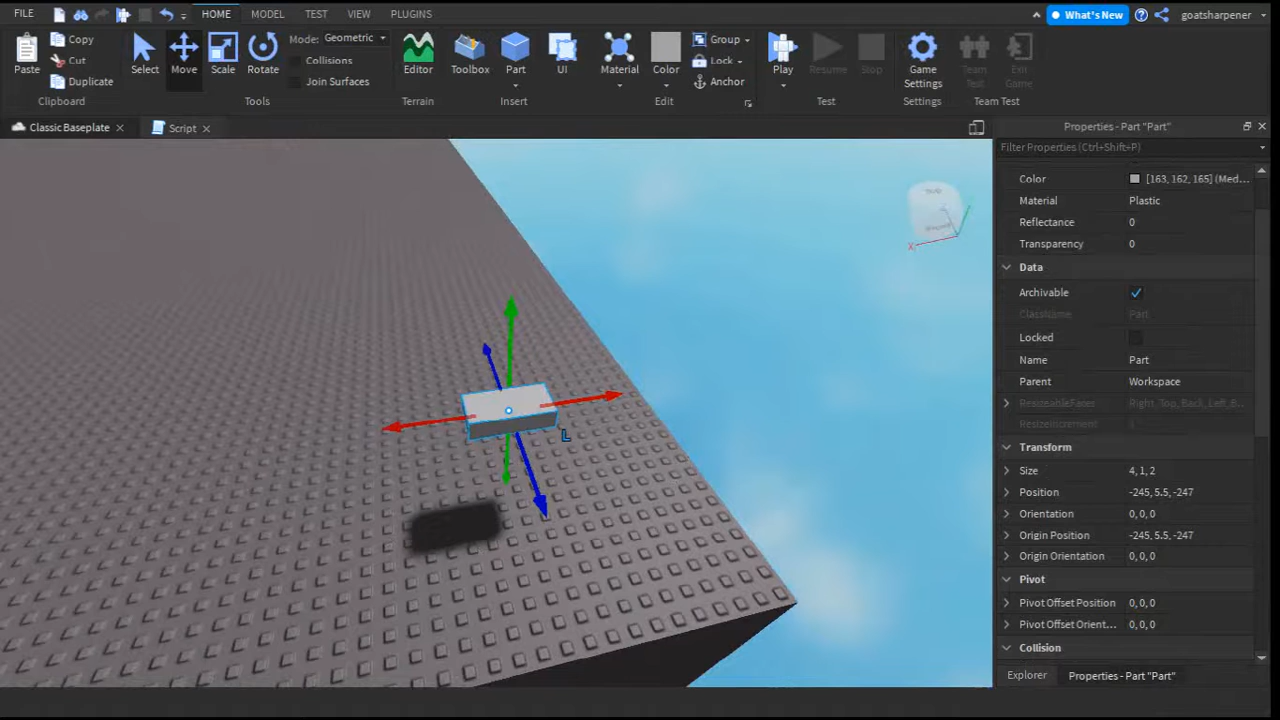 FILE HOME MODEL TEST VIEW PLUGINS What's New goatsharpener
Paste Copy Cut Duplicate Clipboard
Select Move Scale Rotate Mode: Geometric Collisions Join Surfaces Tools
Editor Terrain
Toolbox Part UI Insert
Material Color Group Lock Anchor Edit
Play Resume Stop Test
Game Settings Settings
Team Test Exit Game Team Test
Classic Baseplate Script
Properties - Part "Part"
Filter Properties (Ctrl+Shift+P)
Color [163, 162, 165] (Med...
Material Plastic
Reflectance 0
Transparency 0
Data
Archivable
ClassName Part
Locked
Name Part
Parent Workspace
ResizeableFaces Right, Top, Back, Left, B...
ResizeIncrement 1
Transform
Size 4, 1, 2
Position -245, 5.5, -247
Orientation 0, 0, 0
Origin Position -245, 5.5, -247
Origin Orientation 0, 0, 0
Pivot
Pivot Offset Position 0, 0, 0
Pivot Offset Orient... 0, 0, 0
Collision
Explorer Properties - Part "Part"
X
L